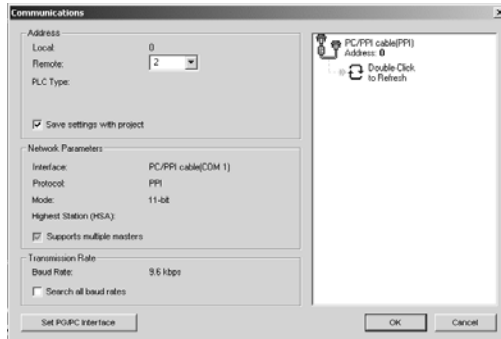 Communications
Address
Local: 0
Remote: 2
PLC Type:
Save settings with project
Network Parameters
Interface: PC/PPI cable(COM 1)
Protocol: PPI
Mode: 11-bit
Highest Station (HSA):
Supports multiple masters
Transmission Rate
Baud Rate: 9.6 kbps
Search all baud rates
Set PG/PC Interface
PC/PPI cable(PPI)
Address: 0
Double-Click
to Refresh
OK
Cancel